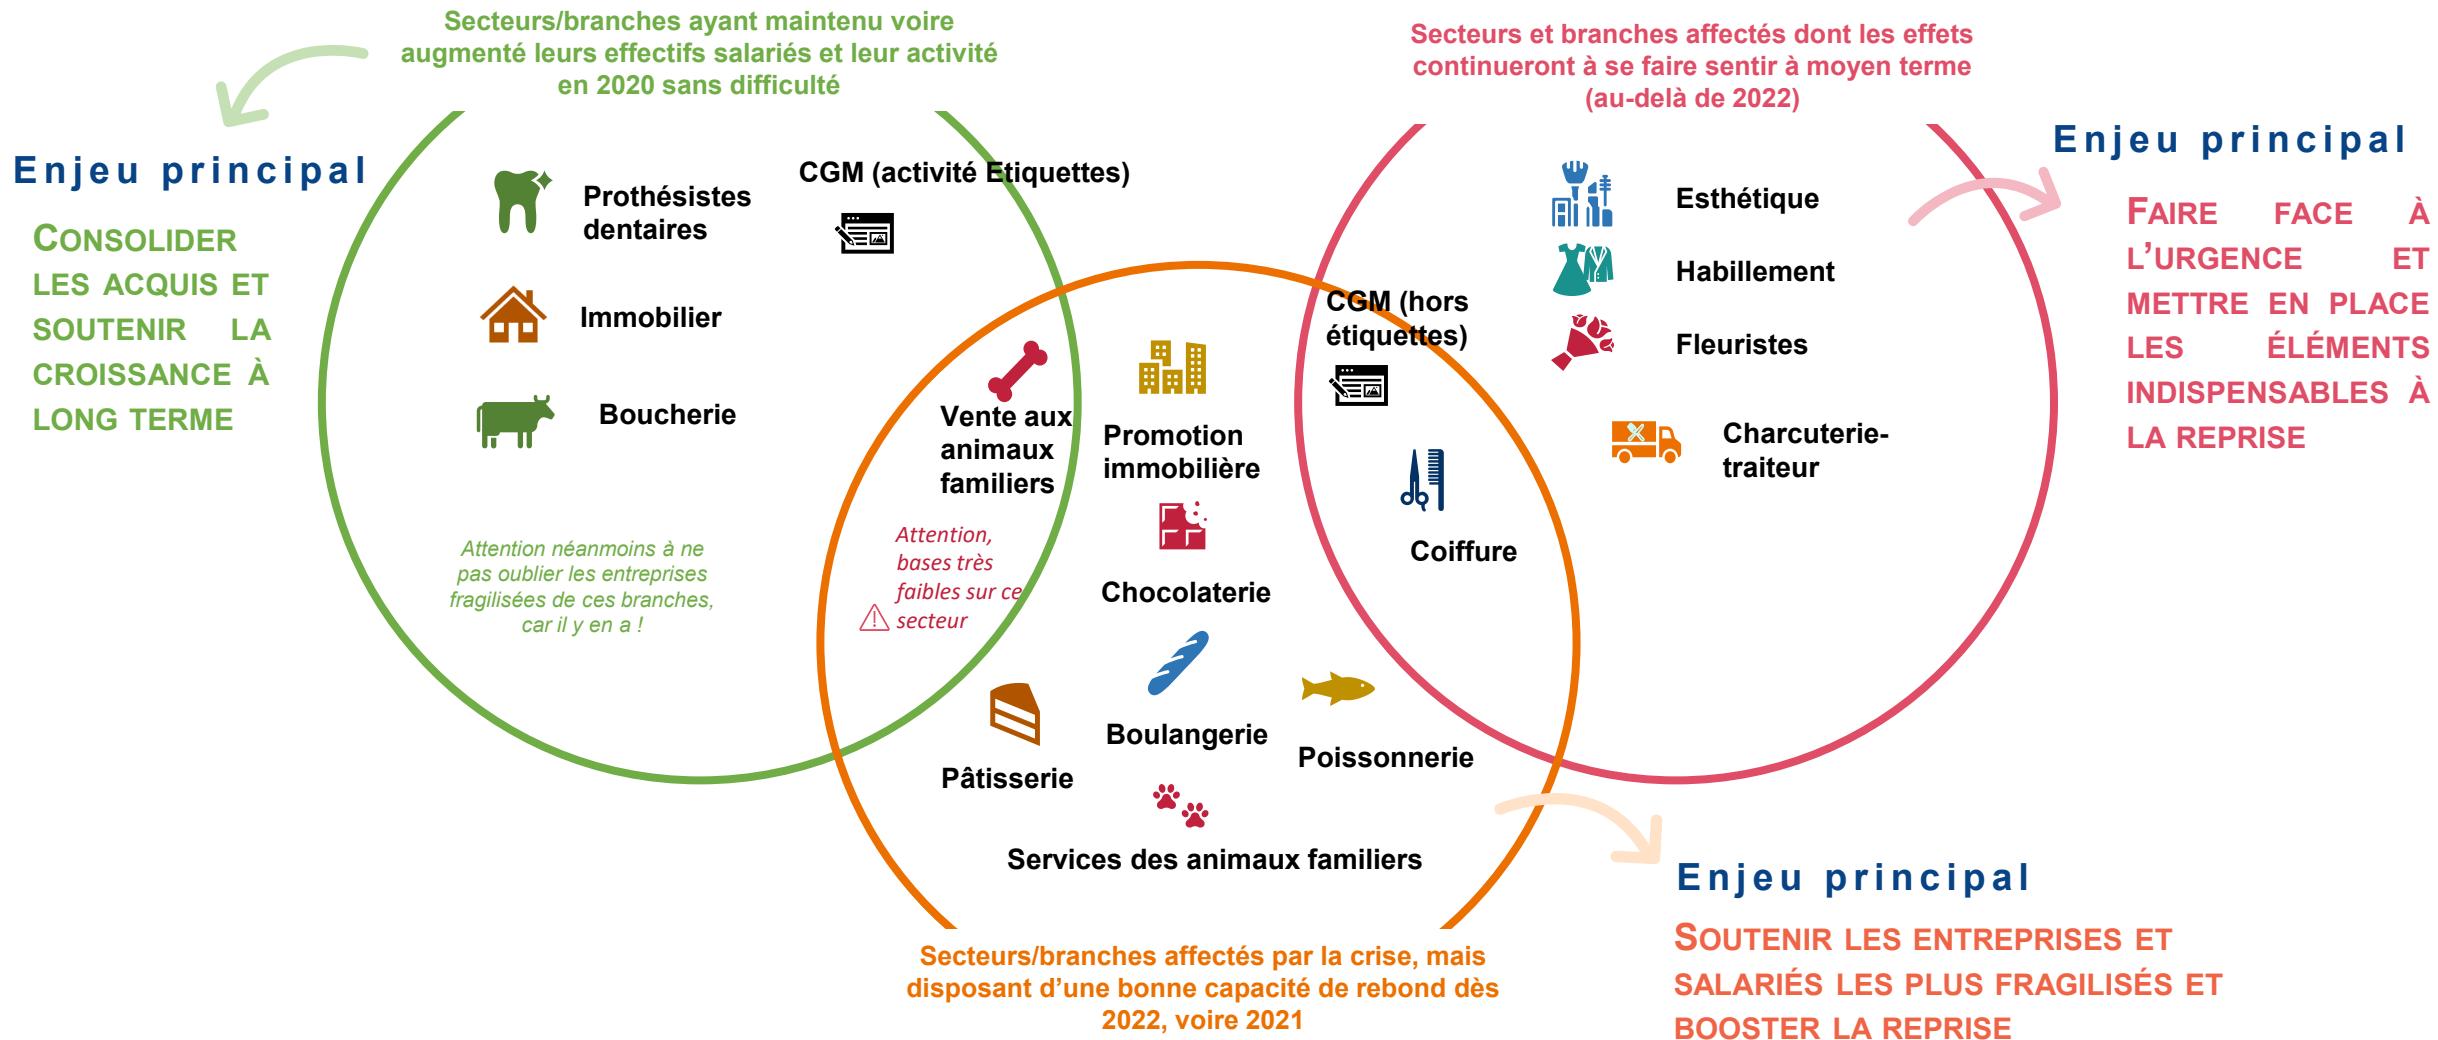 Secteurs/branches ayant maintenu voire
augmenté leurs effectifs salariés et leur activité
en 2020 sans difficulté
Secteurs et branches affectés dont les effets
continueront à se faire sentir à moyen terme
(au-delà de 2022)
Enjeu principal
CONSOLIDER
LES ACQUIS ET
SOUTENIR LA
CROISSANCE À
LONG TERME
Prothésistes
dentaires
CGM (activité Etiquettes)
Immobilier
Boucherie
Attention néanmoins à ne
pas oublier les entreprises
fragilisées de ces branches,
car il y en a !
Vente aux
animaux
familiers
Attention,
bases très
faibles sur ce
secteur
Promotion
immobilière
Chocolaterie
Boulangerie
Pâtisserie
Poissonnerie
Services des animaux familiers
CGM (hors
étiquettes)
Coiffure
Esthétique
Habillement
Fleuristes
Charcuterie-
traiteur
Enjeu principal
FAIRE FACE À
L’URGENCE ET
METTRE EN PLACE
LES ÉLÉMENTS
INDISPENSABLES À
LA REPRISE
Secteurs/branches affectés par la crise, mais
disposant d’une bonne capacité de rebond dès
2022, voire 2021
Enjeu principal
SOUTENIR LES ENTREPRISES ET
SALARIÉS LES PLUS FRAGILISÉS ET
BOOSTER LA REPRISE